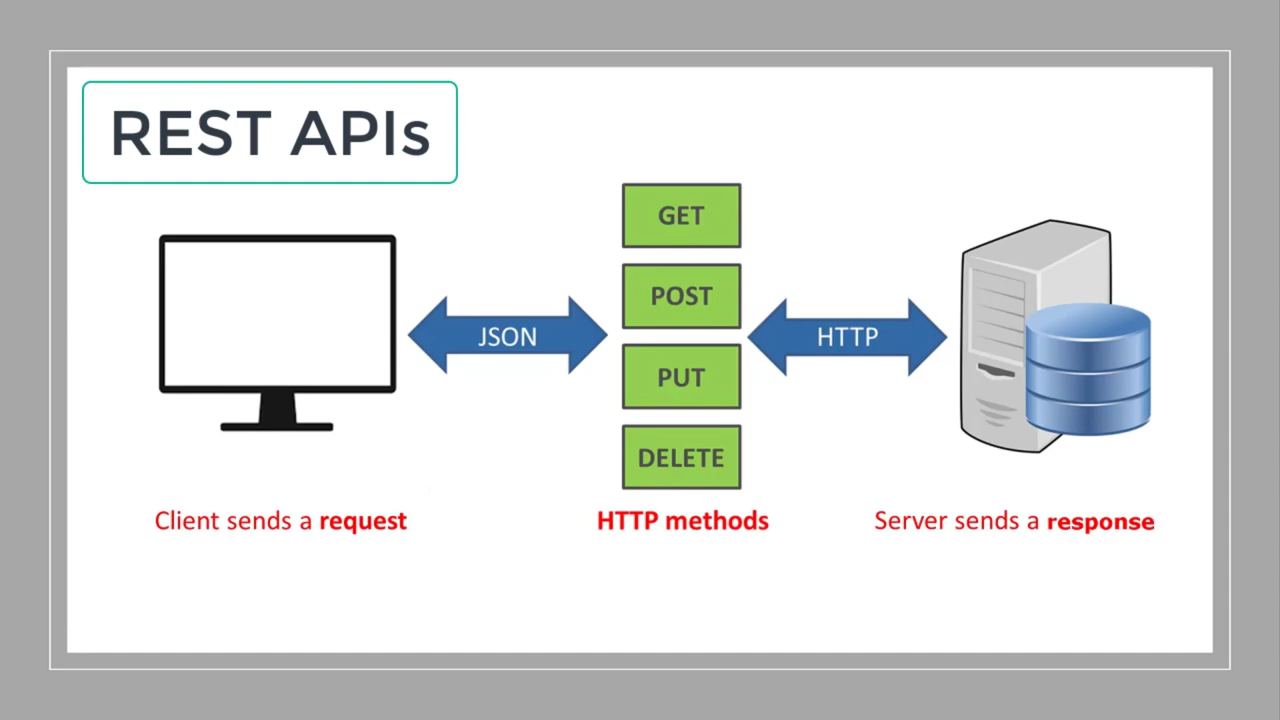 REST APIs
GET
POST
JSON
HTTP
PUT
DELETE
Client sends a request
HTTP methods
Server sends a response